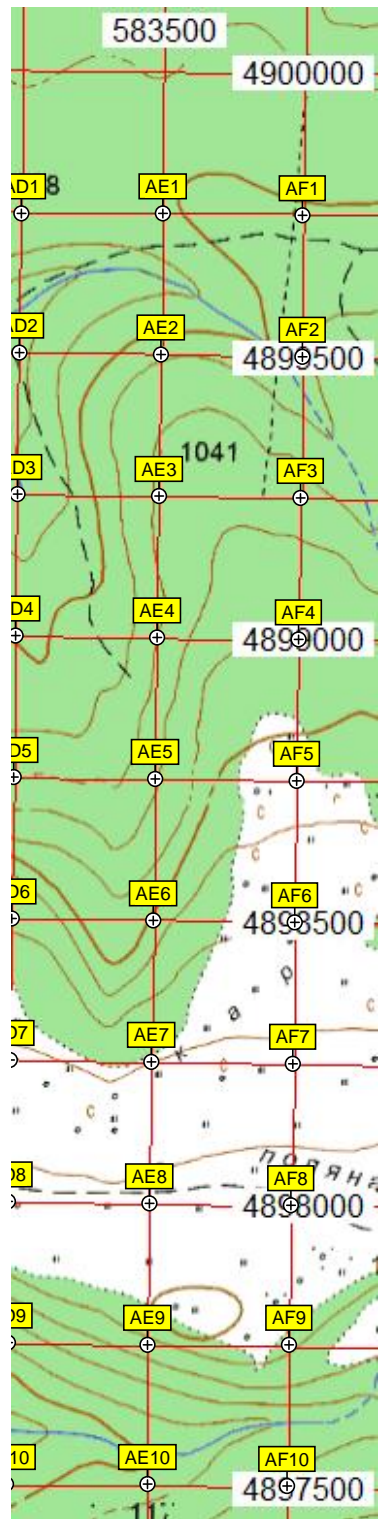 583500
4900000
AD1 8 AE1 AF1
AD2 AE2 AF2
4899500
1041
D3 AE3 AF3
D4 AE4 AF4
4899000
D5 AE5 AF5
с с с
с с
D6 AE6 AF6
4898500
с
к о р
D7 AE7 AF7
с
с
поляна
D8 AE8 AF8
4898000
D9 AE9 AF9
10 AE10 AF10
4897500